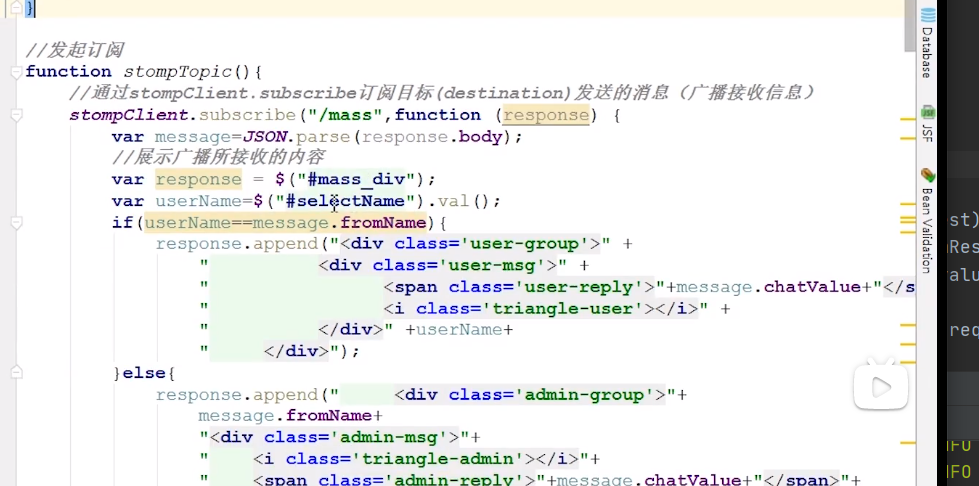 }
//发起订阅
function stompTopic(){
//通过stompClient.subscribe订阅目标(destination)发送的消息（广播接收信息）
stompClient.subscribe("/mass",function (response) {
var message=JSON.parse(response.body);
//展示广播所接收的内容
var response = $("#mass_div");
var userName=$("#selectName").val();
if(userName==message.fromName){
response.append("<div class='user-group'>" +
"          <div class='user-msg'>" +
"                <span class='user-reply'>"+message.chatValue+"</s
"                <i class='triangle-user'></i>" +
"          </div>" +userName+
"     </div>");
}else{
response.append("     <div class='admin-group'>"+
message.fromName+
"<div class='admin-msg'>"+
"    <i class='triangle-admin'></i>"+
"    <span class='admin-reply'>"+message.chatValue+"</span>"+
Database
JSF
Bean Validation
st)
nRes
valu
req
NFO
NFO